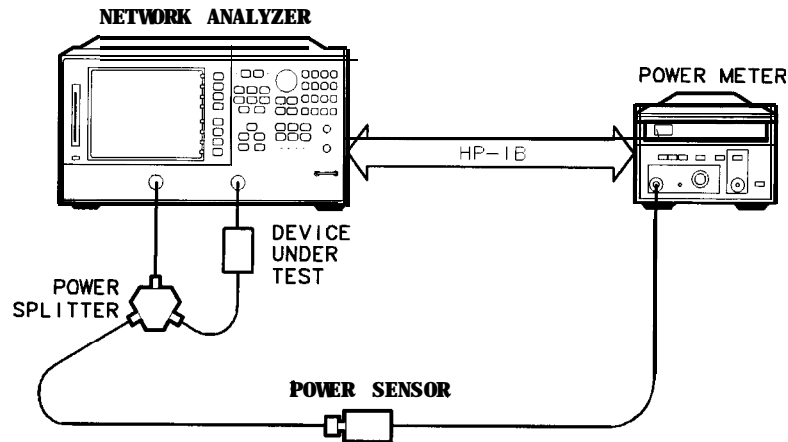 NETWORK ANALYZER
POWER METER
HP-IB
DEVICE
UNDER
TEST
POWER
SPLITTER
POWER SENSOR